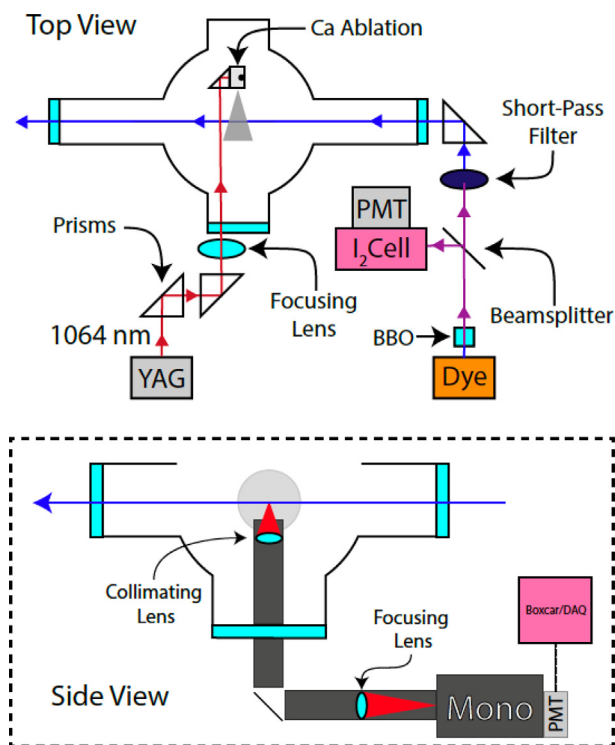 Top View
Ca Ablation
Short-Pass
Filter
PMT
I₂Cell
Prisms
Focusing
Lens
Beamsplitter
1064 nm
BBO
YAG
Dye
Collimating
Lens
Focusing
Lens
Boxcar/DAQ
Side View
Mono
PMT